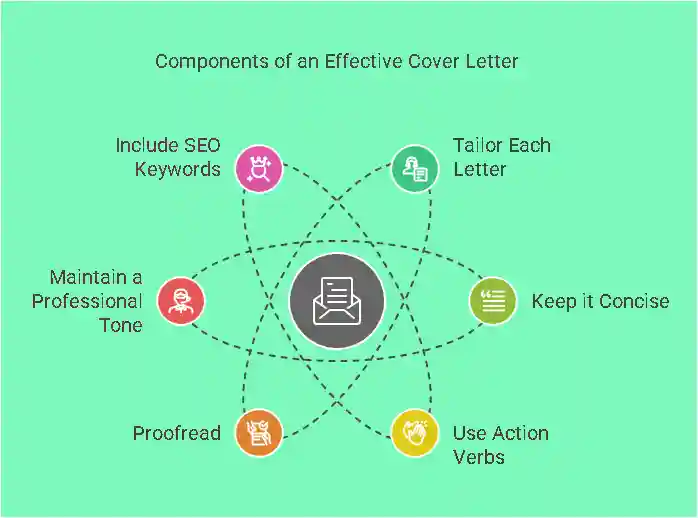 Components of an Effective Cover Letter
Include SEO
Keywords
Tailor Each
Letter
Maintain a
Professional
Tone
Keep it Concise
Proofread
Use Action
Verbs